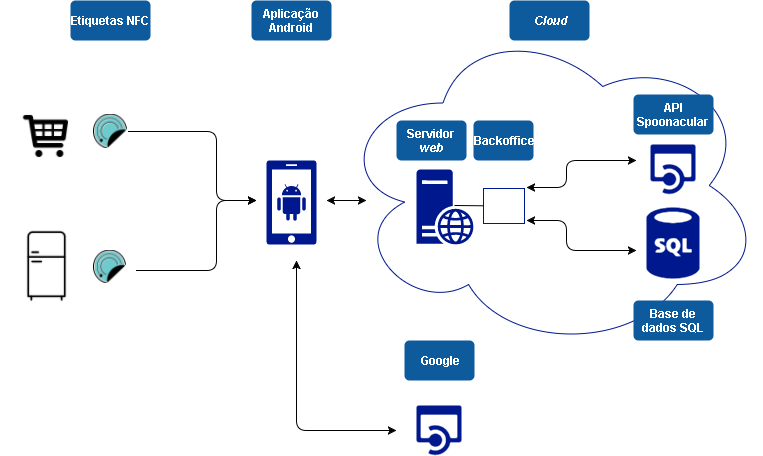 Etiquetas NFC
Aplicação
Android
Cloud
API
Spoonacular
Servidor
web
Backoffice
SQL
Base de
dados SQL
Google